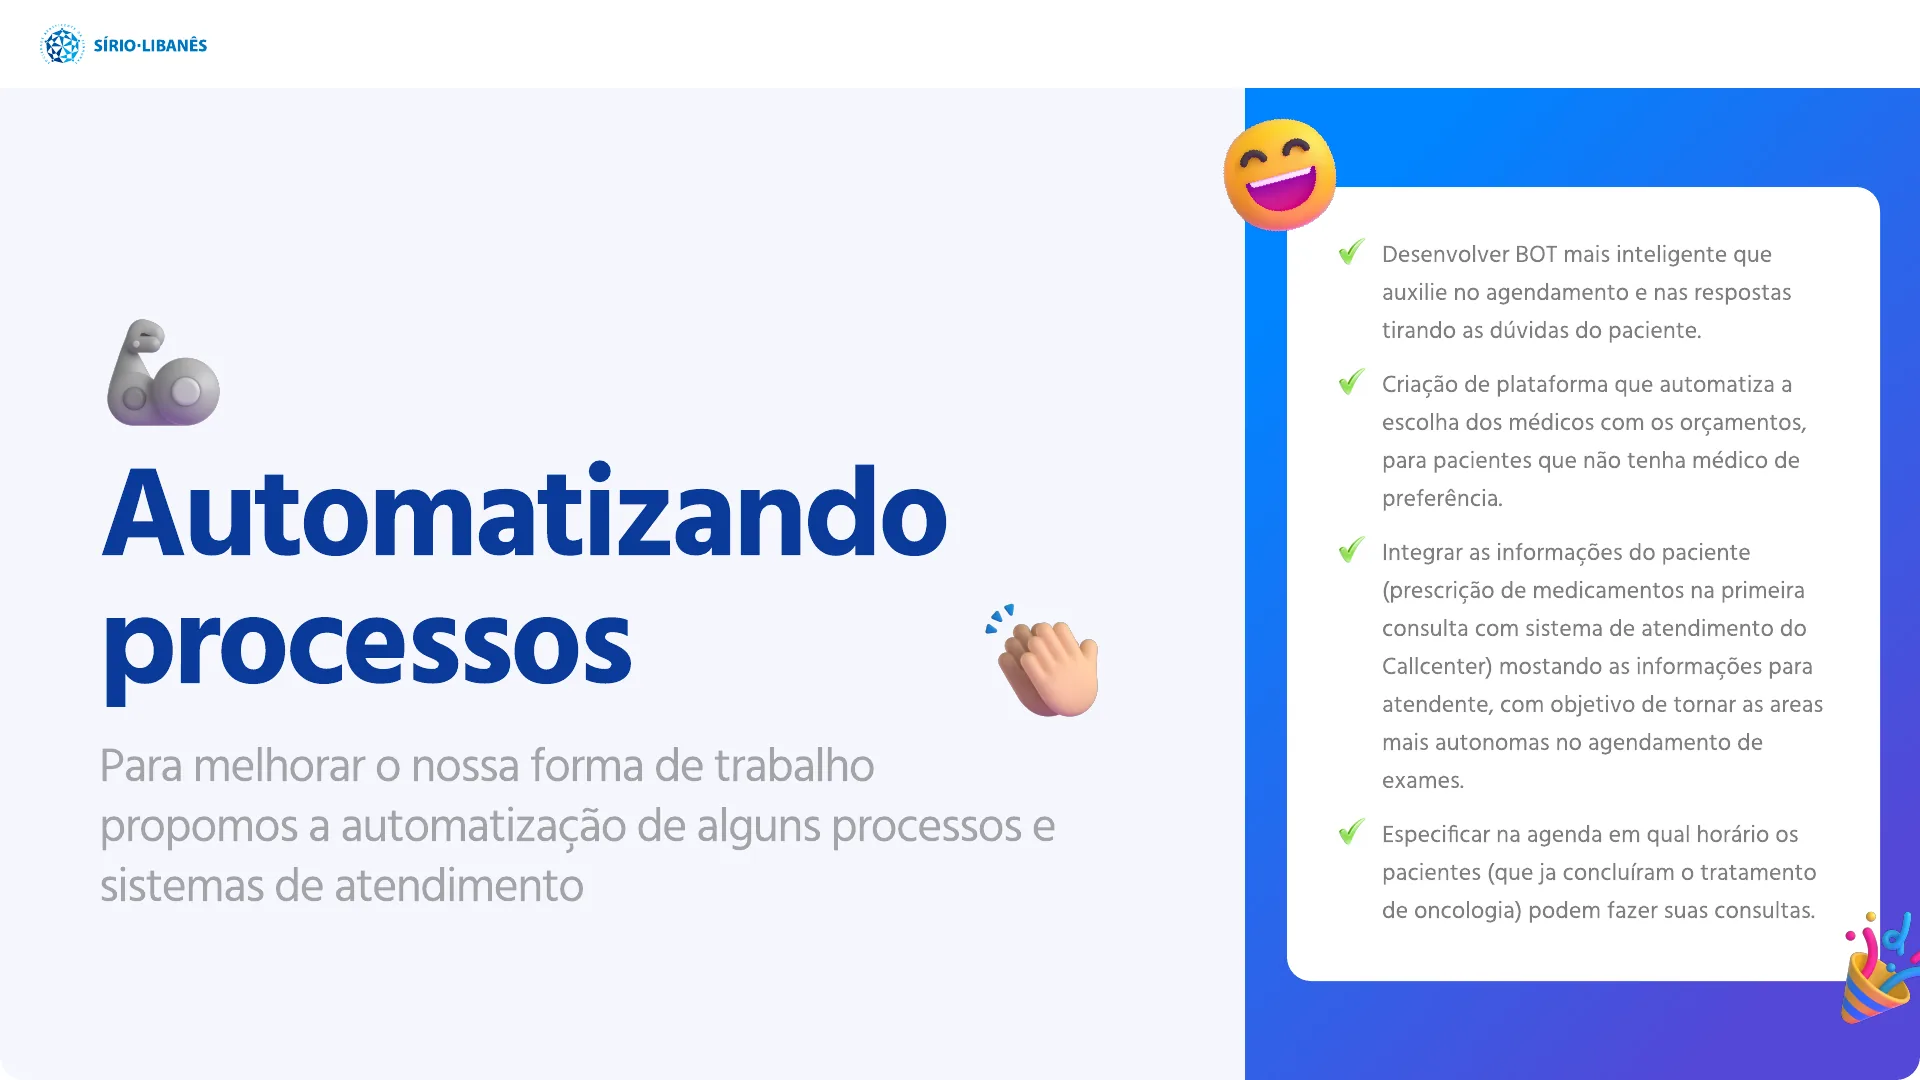 SÍRIO·LIBANÊS
Automatizando
processos
Para melhorar o nossa forma de trabalho
propomos a automatização de alguns processos e
sistemas de atendimento
Desenvolver BOT mais inteligente que
auxilie no agendamento e nas respostas
tirando as dúvidas do paciente.
Criação de plataforma que automatiza a
escolha dos médicos com os orçamentos,
para pacientes que não tenha médico de
preferência.
Integrar as informações do paciente
(prescrição de medicamentos na primeira
consulta com sistema de atendimento do
Callcenter) mostando as informações para
atendente, com objetivo de tornar as areas
mais autonomas no agendamento de
exames.
Especificar na agenda em qual horário os
pacientes (que ja concluíram o tratamento
de oncologia) podem fazer suas consultas.